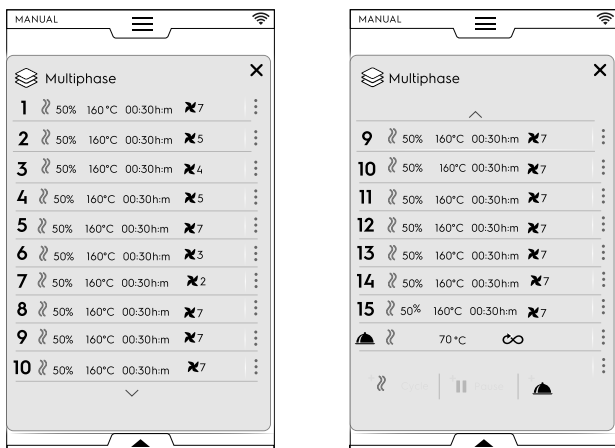 MANUAL
Multiphase
1 50% 160°C 00:30h:m 7
2 50% 160°C 00:30h:m 5
3 50% 160°C 00:30h:m 4
4 50% 160°C 00:30h:m 5
5 50% 160°C 00:30h:m 7
6 50% 160°C 00:30h:m 3
7 50% 160°C 00:30h:m 2
8 50% 160°C 00:30h:m 7
9 50% 160°C 00:30h:m 7
10 50% 160°C 00:30h:m 7
MANUAL
Multiphase
9 50% 160°C 00:30h:m 7
10 50% 160°C 00:30h:m 7
11 50% 160°C 00:30h:m 7
12 50% 160°C 00:30h:m 7
13 50% 160°C 00:30h:m 7
14 50% 160°C 00:30h:m 7
15 50% 160°C 00:30h:m 7
70 °C
Pause